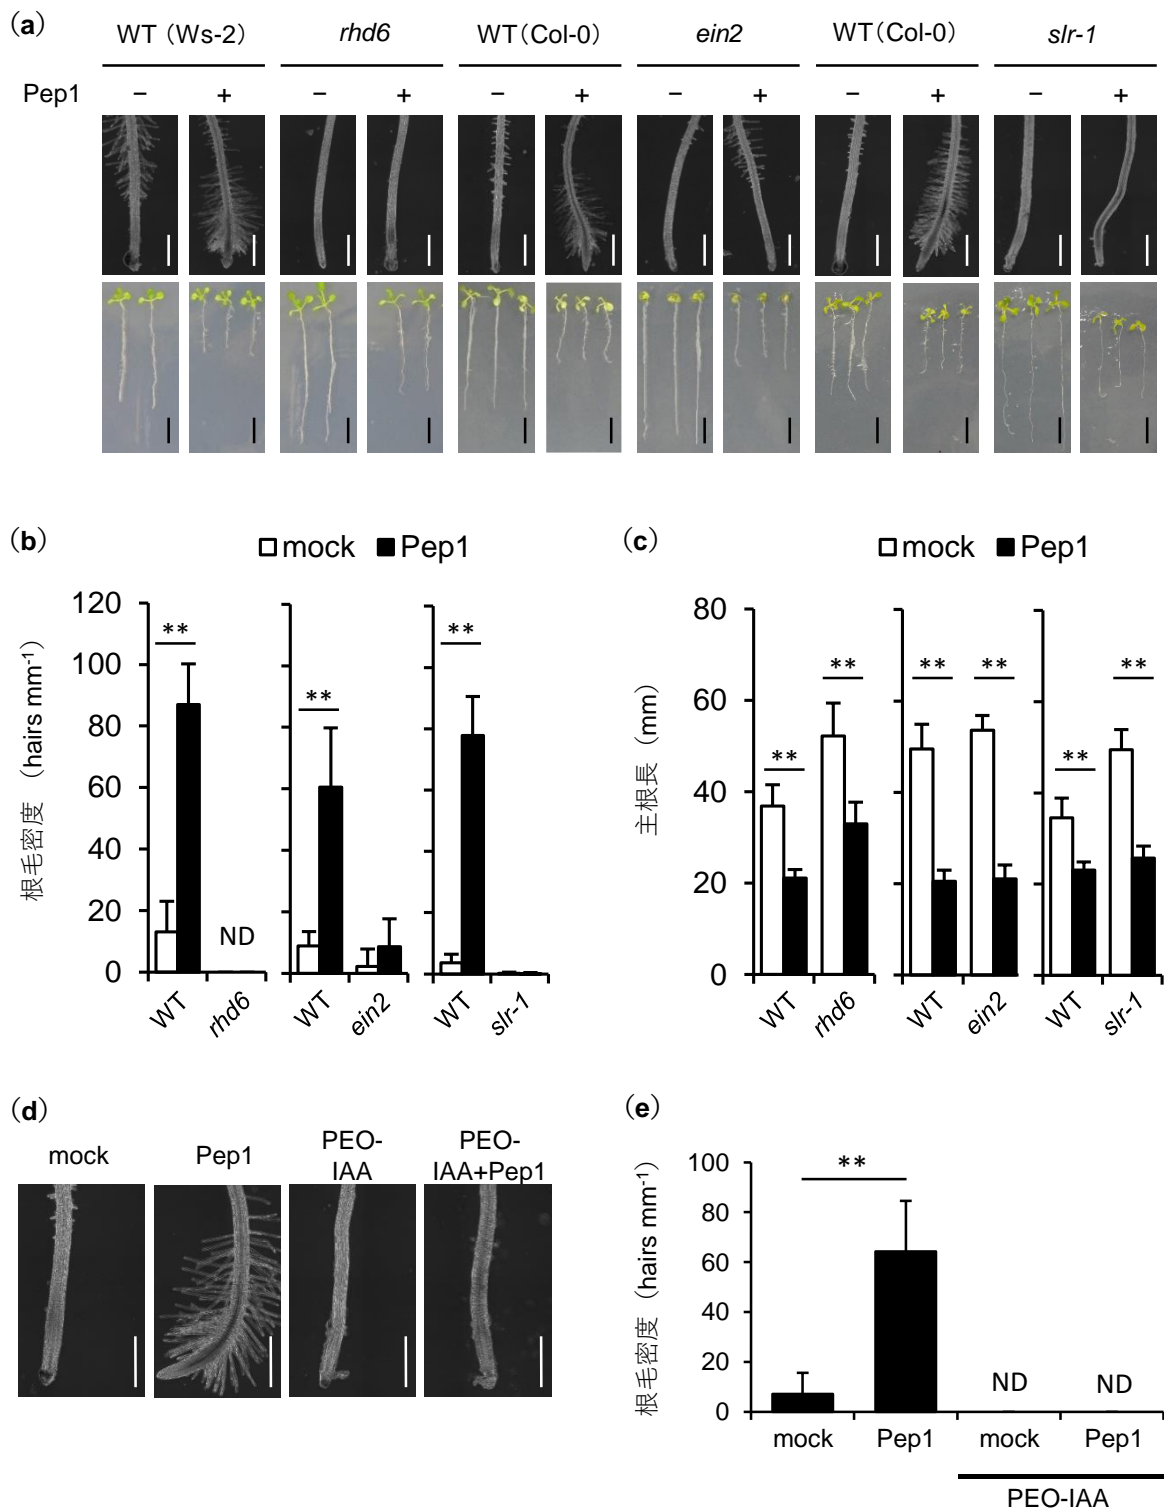 (a)
WT (Ws-2) rhd6 WT(Col-0) ein2 WT(Col-0) slr-1
Pep1 − + − + − + − + − + − +
(b)
□mock ■Pep1
根毛密度 (hairs mm-1)
120
100
80
60
40
20
0
** ND ** **
WT rhd6 WT ein2 WT slr-1
(c)
□mock ■Pep1
主根長 (mm)
80
60
40
20
0
** ** ** ** ** **
WT rhd6 WT ein2 WT slr-1
(d)
mock Pep1 PEO-IAA PEO-IAA+Pep1
(e)
根毛密度 (hairs mm-1)
100
80
60
40
20
0
** ND ND
mock Pep1 mock Pep1
PEO-IAA